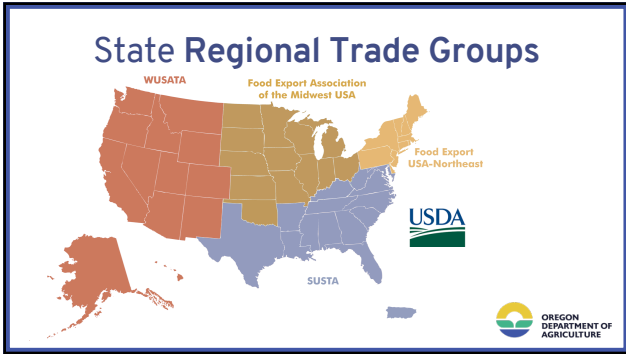 State Regional Trade Groups
WUSATA
Food Export Association
of the Midwest USA
Food Export
USA-Northeast
USDA
SUSTA
OREGON
DEPARTMENT OF
AGRICULTURE